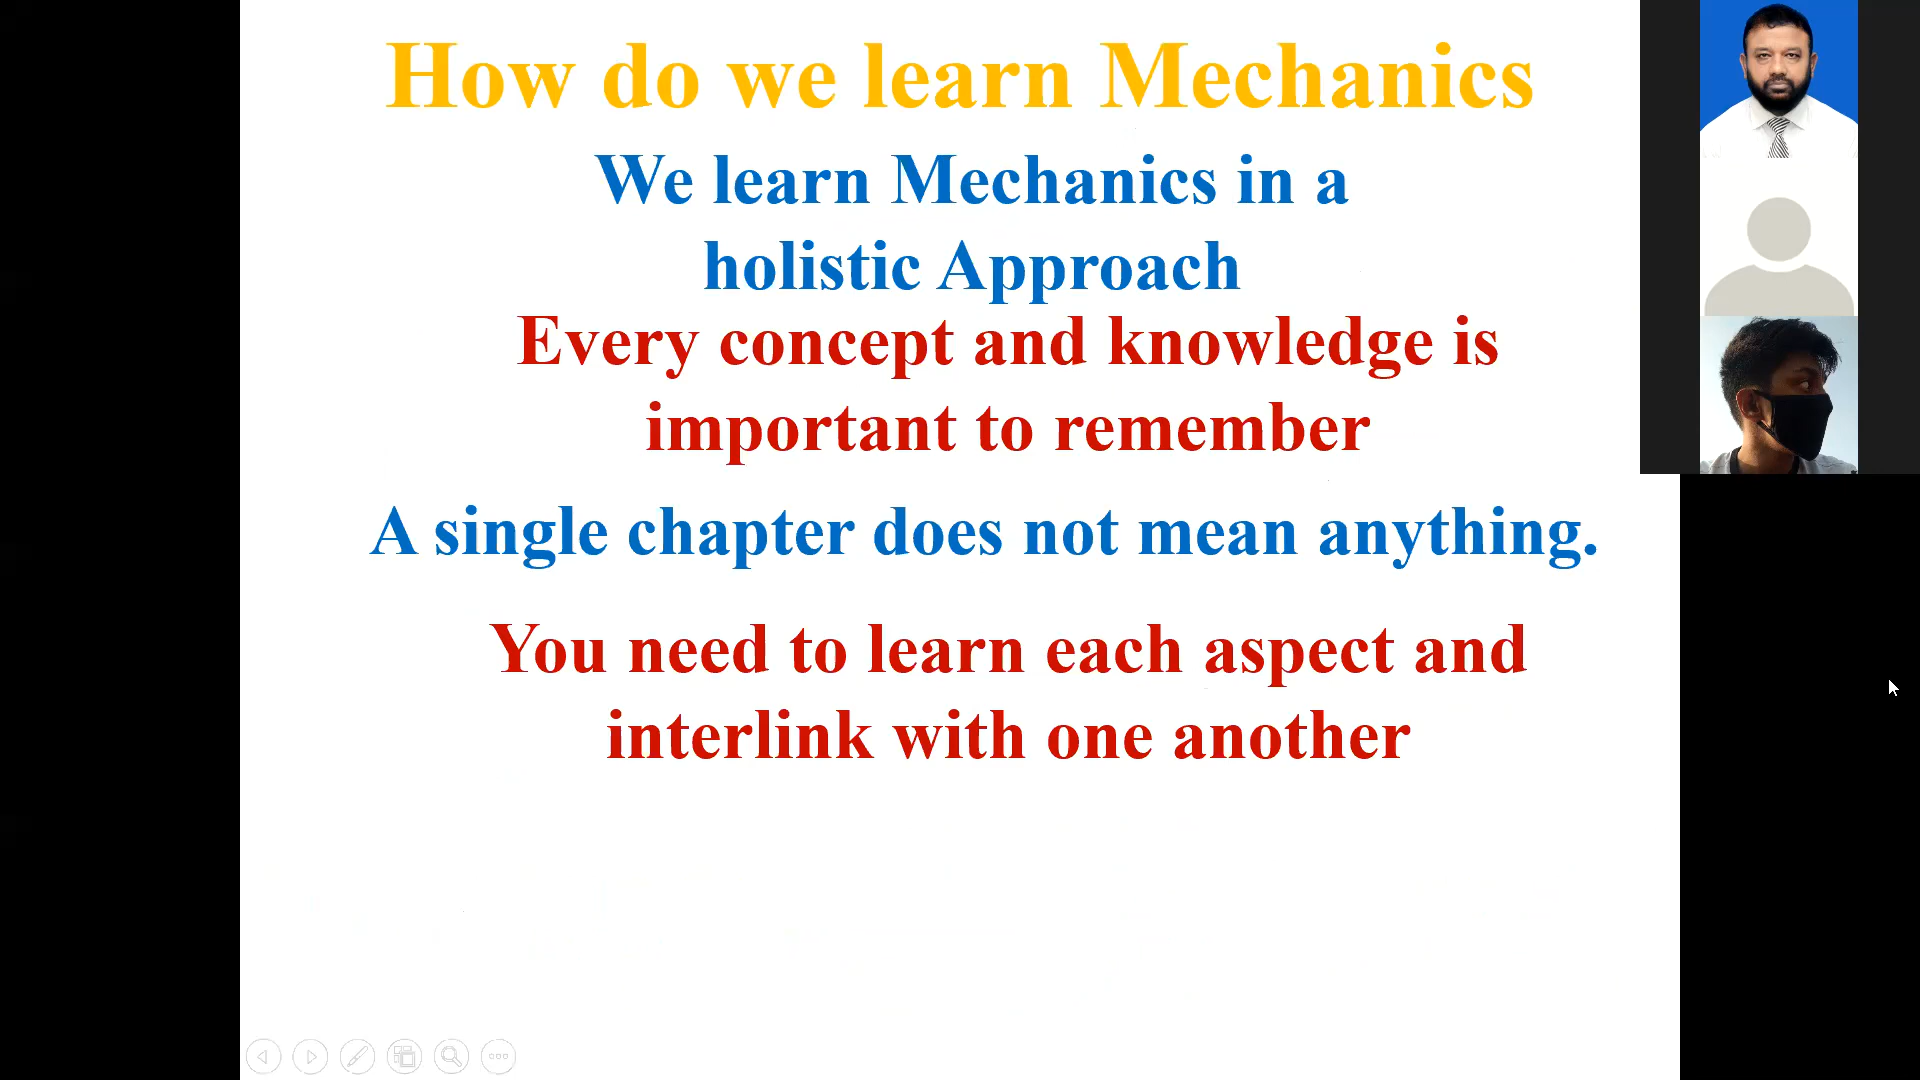 How do we learn Mechanics
We learn Mechanics in a
holistic Approach
Every concept and knowledge is
important to remember
A single chapter does not mean anything.
You need to learn each aspect and
interlink with one another